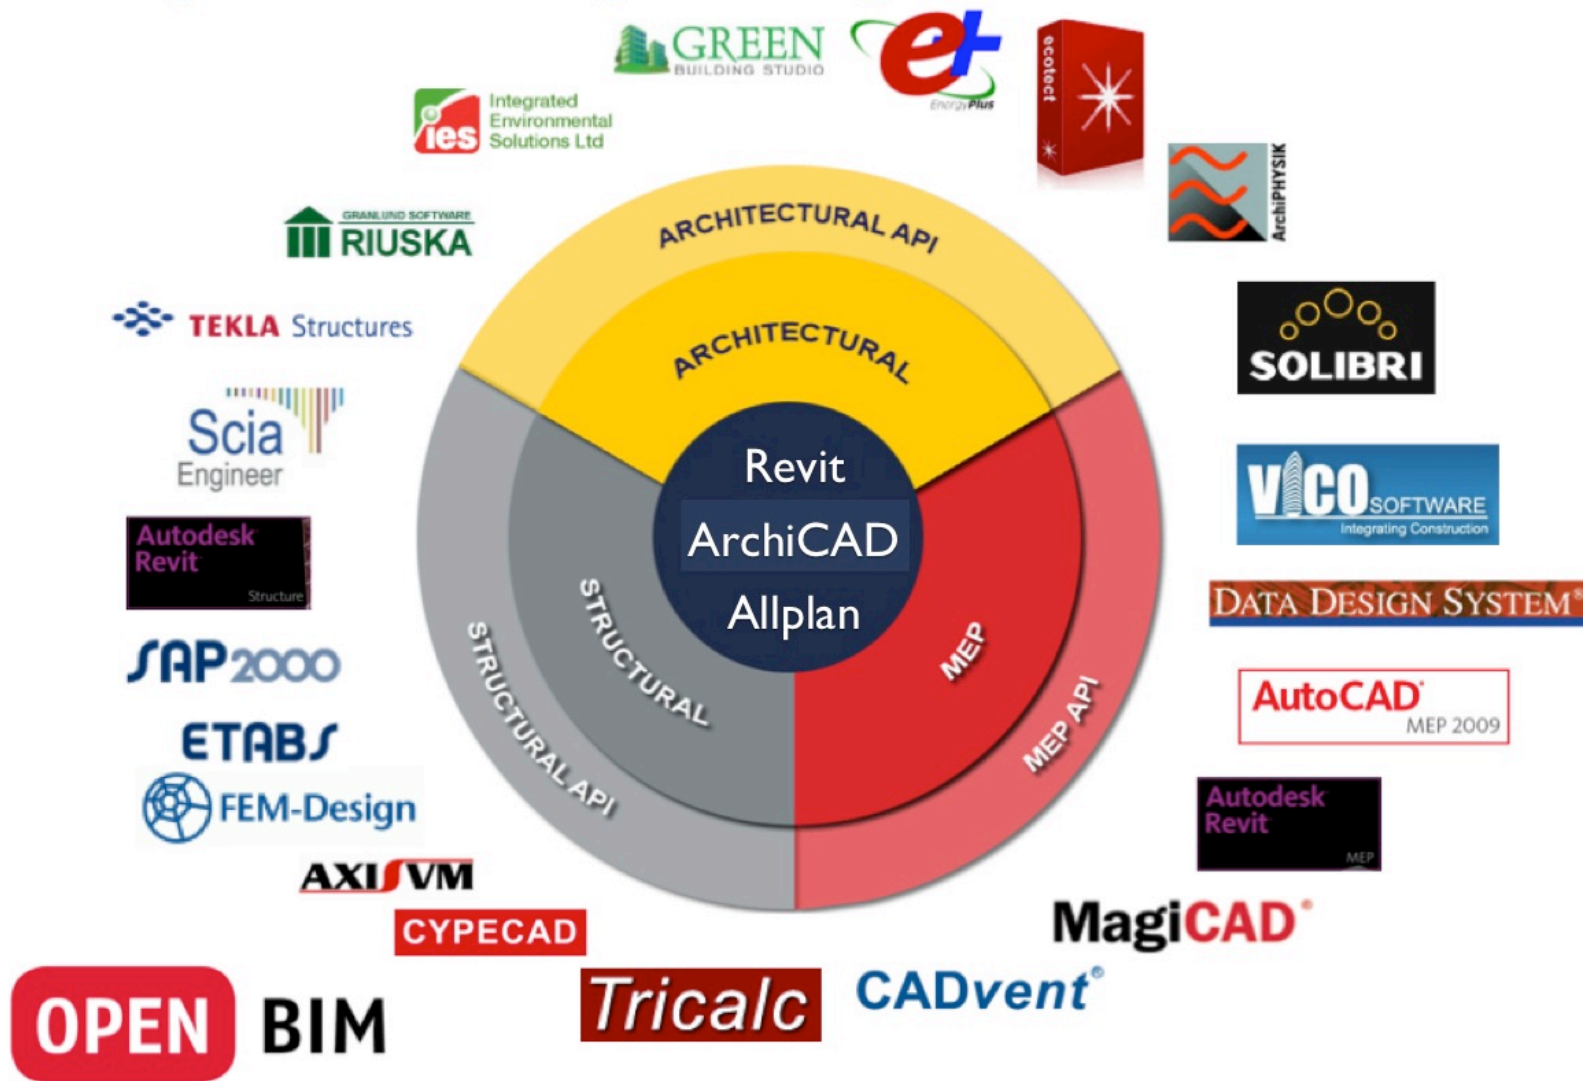 GREEN
BUILDING STUDIO
e+
EnergyPlus
ecotect
ies
Integrated
Environmental
Solutions Ltd
ArchiPHYSIK
GRANLUND SOFTWARE
RIUSKA
ARCHITECTURAL API
ARCHITECTURAL
TEKLA Structures
SOLIBRI
Scia
Engineer
Revit
ArchiCAD
Allplan
VICO SOFTWARE
Integrating Construction
Autodesk
Revit
Structure
STRUCTURAL
STRUCTURAL API
MEP
MEP API
DATA DESIGN SYSTEM®
SAP2000
AutoCAD®
MEP 2009
ETABS
FEM-Design
Autodesk
Revit
MEP
AXISVM
CYPECAD
MagiCAD®
Tricalc
CADvent®
OPEN BIM